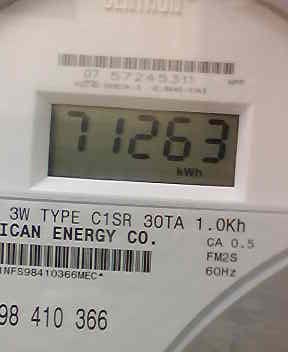 CENTRON
07 57245311
71263
kWh
3W TYPE C1SR 30TA 1.0Kh
ICAN ENERGY CO.
CA 0.5
NFS98410366MEC*
FM2S
60Hz
98 410 366